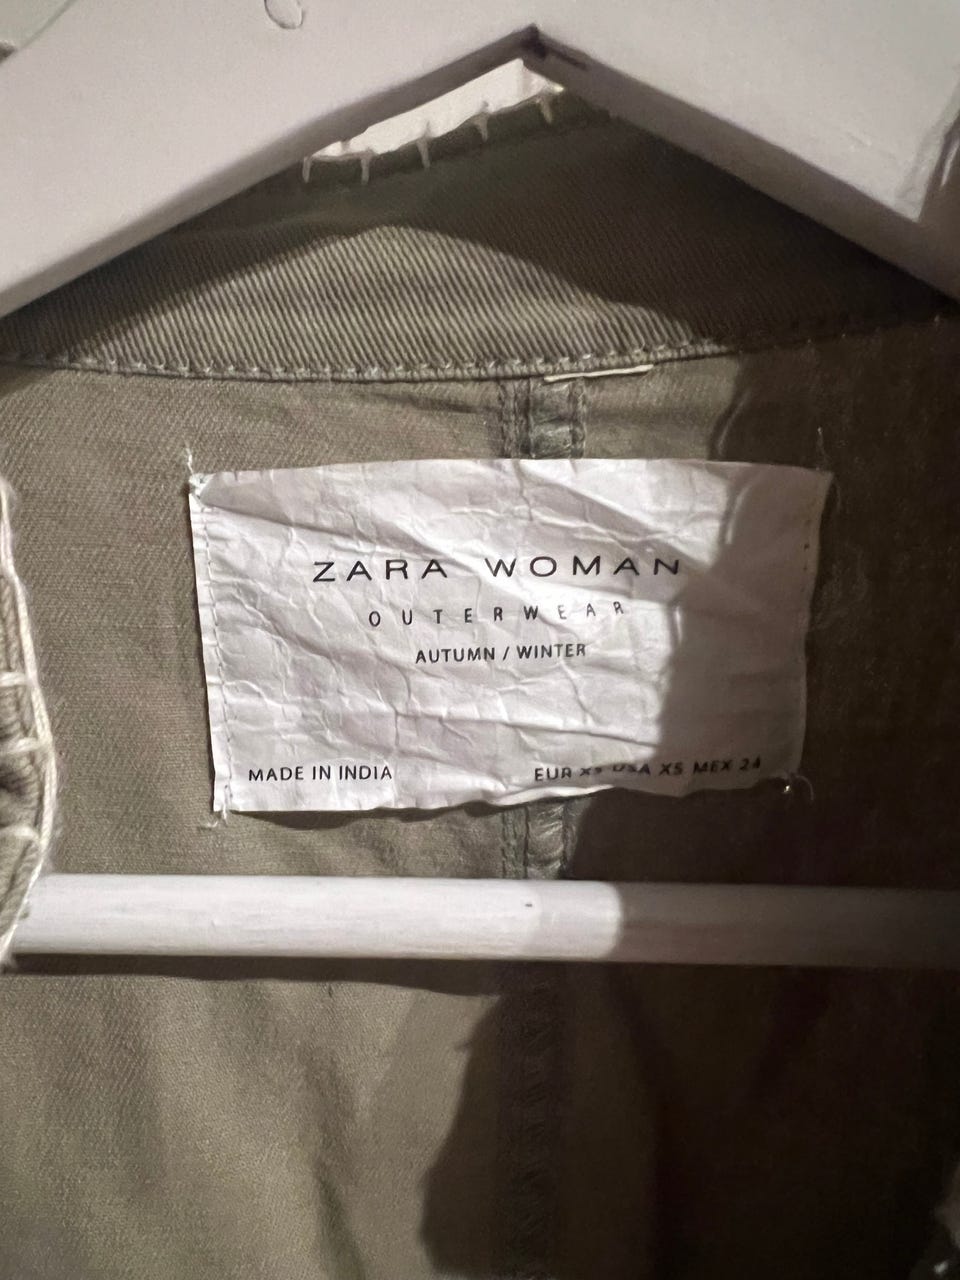 ZARA WOMAN
OUTERWEAR
AUTUMN / WINTER
MADE IN INDIA
EUR XS USA XS MEX 24